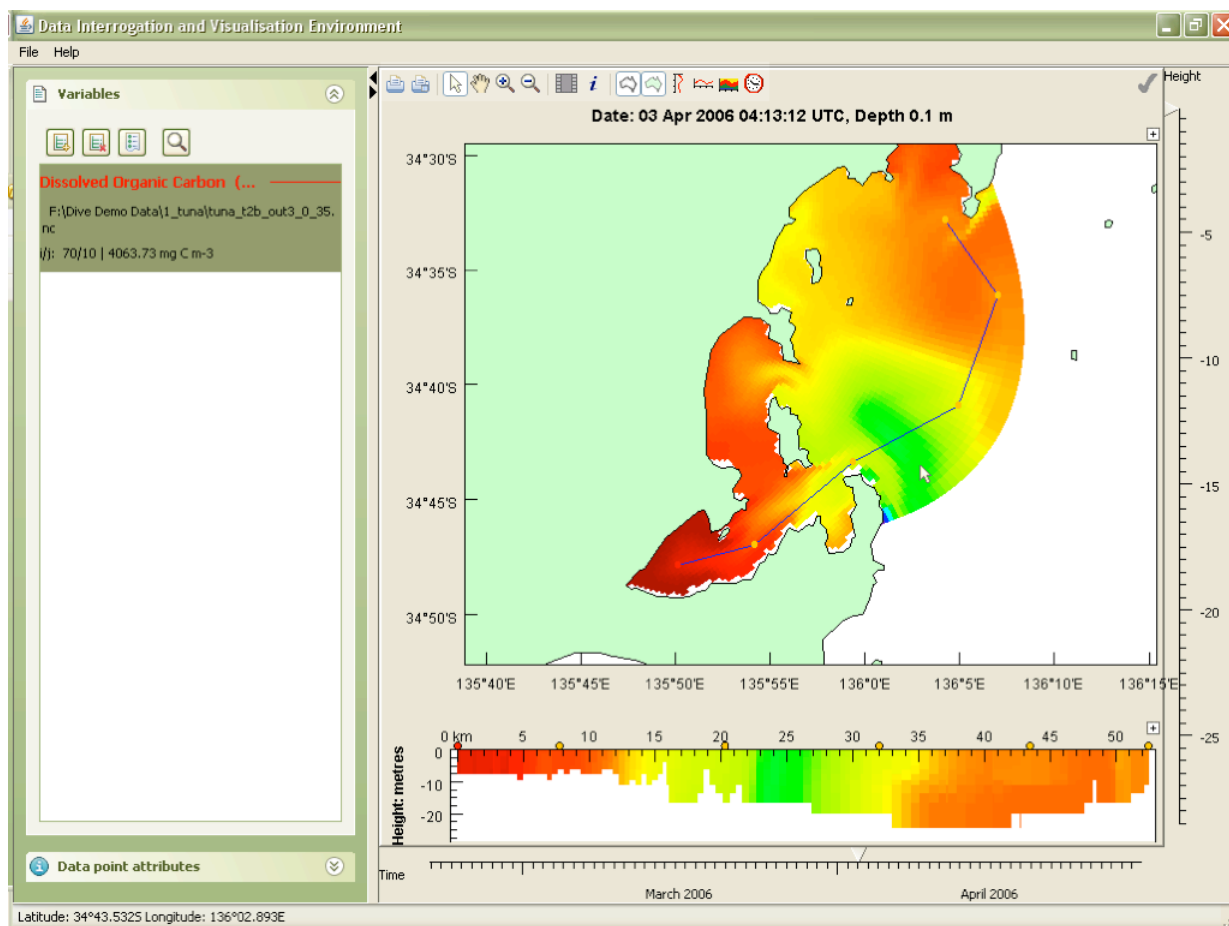 Data Interrogation and Visualisation Environment
File Help
Variables
Dissolved Organic Carbon (...
F:\Dive Demo Data\1_tuna\tuna_t2b_out3_0_35.
nc
i/j: 70/10 | 4063.73 mg C m-3
Data point attributes
Latitude: 34°43.532S Longitude: 136°02.893E
Height
Date: 03 Apr 2006 04:13:12 UTC, Depth 0.1 m
34°30'S
34°35'S
34°40'S
34°45'S
34°50'S
135°40'E 135°45'E 135°50'E 135°55'E 136°0'E 136°5'E 136°10'E 136°15'E
-5
-10
-15
-20
-25
0 km 5 10 15 20 25 30 35 40 45 50
Height: metres
0
-10
-20
Time
March 2006 April 2006